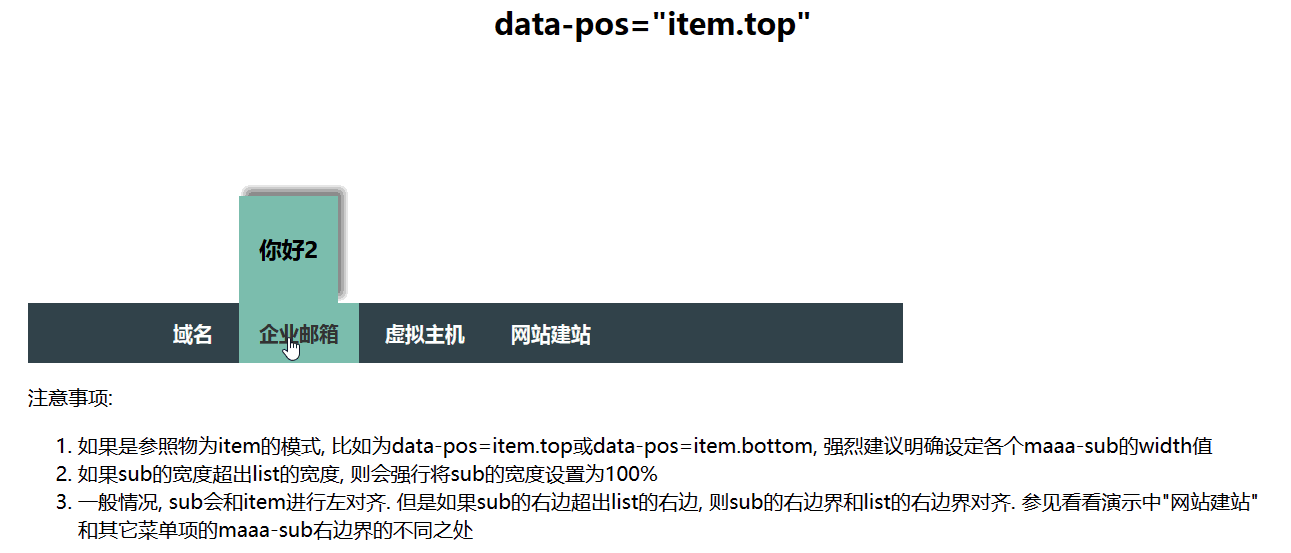 data-pos="item.top"
你好2
域名 企业邮箱 虚拟主机 网站建站
注意事项:
1. 如果是参照物为item的模式, 比如为data-pos=item.top或data-pos=item.bottom, 强烈建议明确设定各个maaa-sub的width值
2. 如果sub的宽度超出list的宽度, 则会强行将sub的宽度设置为100%
3. 一般情况, sub会和item进行左对齐. 但是如果sub的右边超出list的右边, 则sub的右边界和list的右边界对齐. 参见看看演示中"网站建站"
和其它菜单项的maaa-sub右边界的不同之处